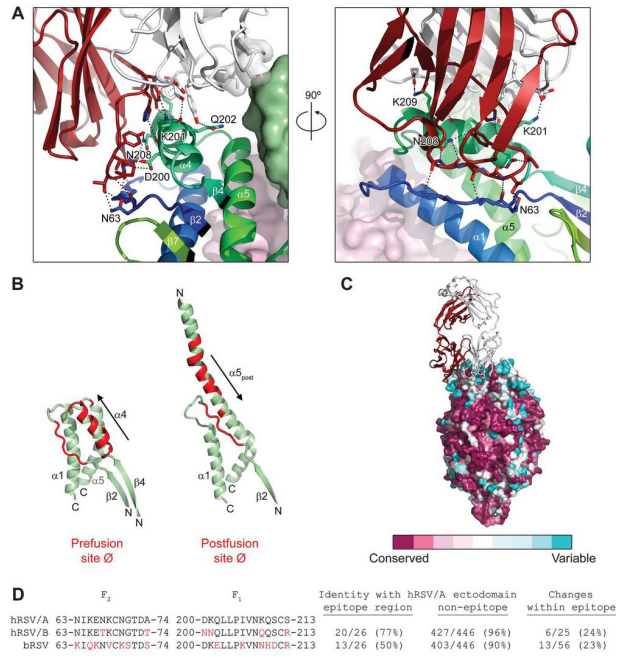 A
K201
Q202
N208
α4
D200
β4
α5
N63
β2
β7
90°
K209
K201
N208
β4
β2
N63
α5
α1
B
N
α5post
α4
α1
α5
C
C
β2
β4
N
N
Prefusion
site Ø
α1
C
C
β2
N
Postfusion
site Ø
C
Conserved
Variable
D
F2 F1 Identity with hRSV/A ectodomain Changes
epitope region non-epitope within epitope
hRSV/A 63-NIKENKCNGTDA-74 200-DKQLLPIVNKQSCS-213
hRSV/B 63-NIKETKCNGTDT-74 200-NNQLLPIVNQQSCR-213 20/26 (77%) 427/446 (96%) 6/25 (24%)
bRSV 63-KIQKNVCKSTDS-74 200-DKELLPKVNNHDCR-213 13/26 (50%) 403/446 (90%) 13/56 (23%)